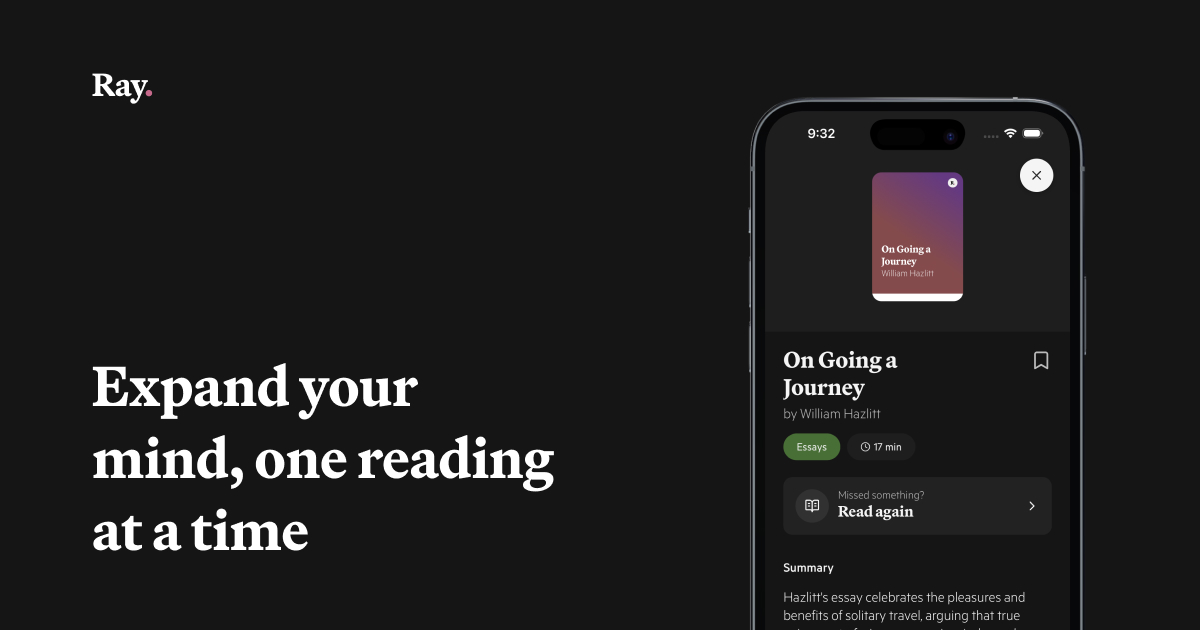 Ray.
Expand your
mind, one reading
at a time
9:32
On Going a
Journey
William Hazlitt
On Going a
Journey
by William Hazlitt
Essays
17 min
Missed something?
Read again
Summary
Hazlitt's essay celebrates the pleasures and
benefits of solitary travel, arguing that true